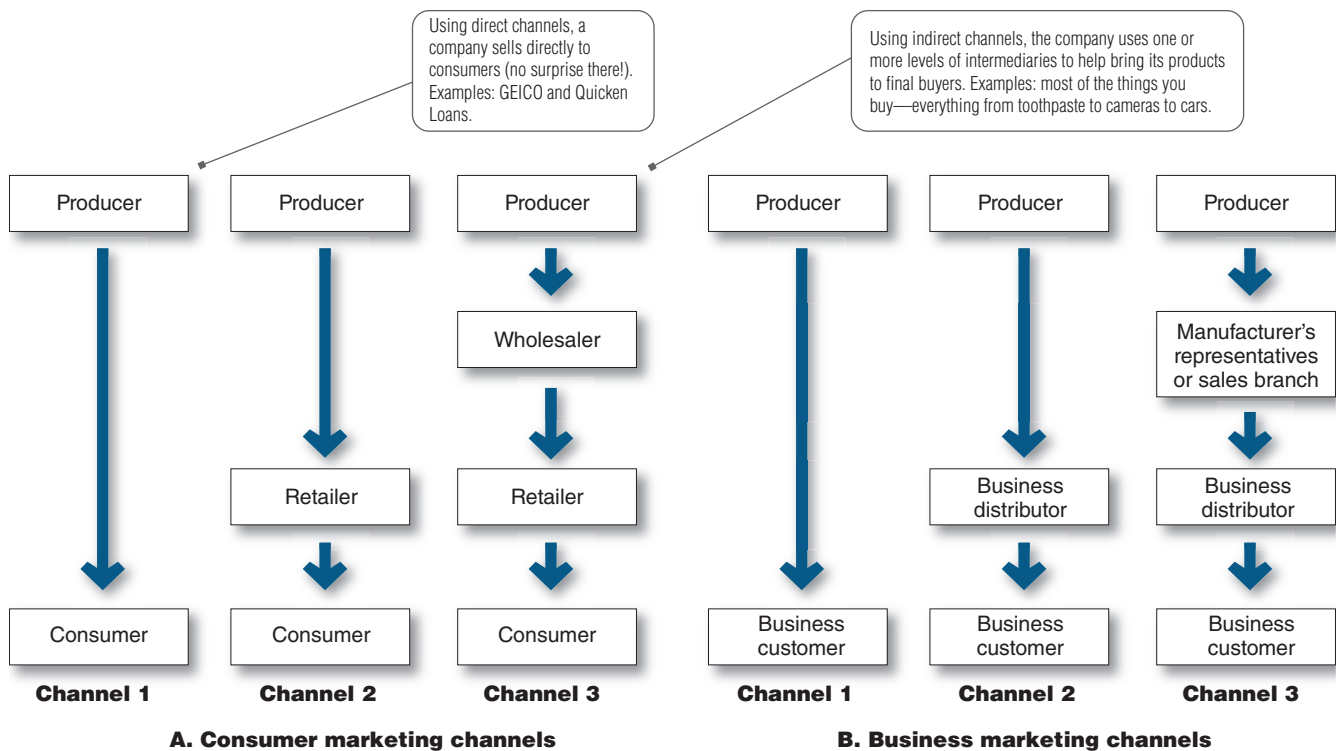 Using direct channels, a
company sells directly to
consumers (no surprise there!).
Examples: GEICO and Quicken
Loans.
Using indirect channels, the company uses one or
more levels of intermediaries to help bring its products
to final buyers. Examples: most of the things you
buy—everything from toothpaste to cameras to cars.
Producer
Producer
Producer
Producer
Producer
Producer
Wholesaler
Manufacturer's
representatives
or sales branch
Retailer
Retailer
Business
distributor
Business
distributor
Consumer
Consumer
Consumer
Business
customer
Business
customer
Business
customer
Channel 1
Channel 2
Channel 3
Channel 1
Channel 2
Channel 3
A. Consumer marketing channels
B. Business marketing channels